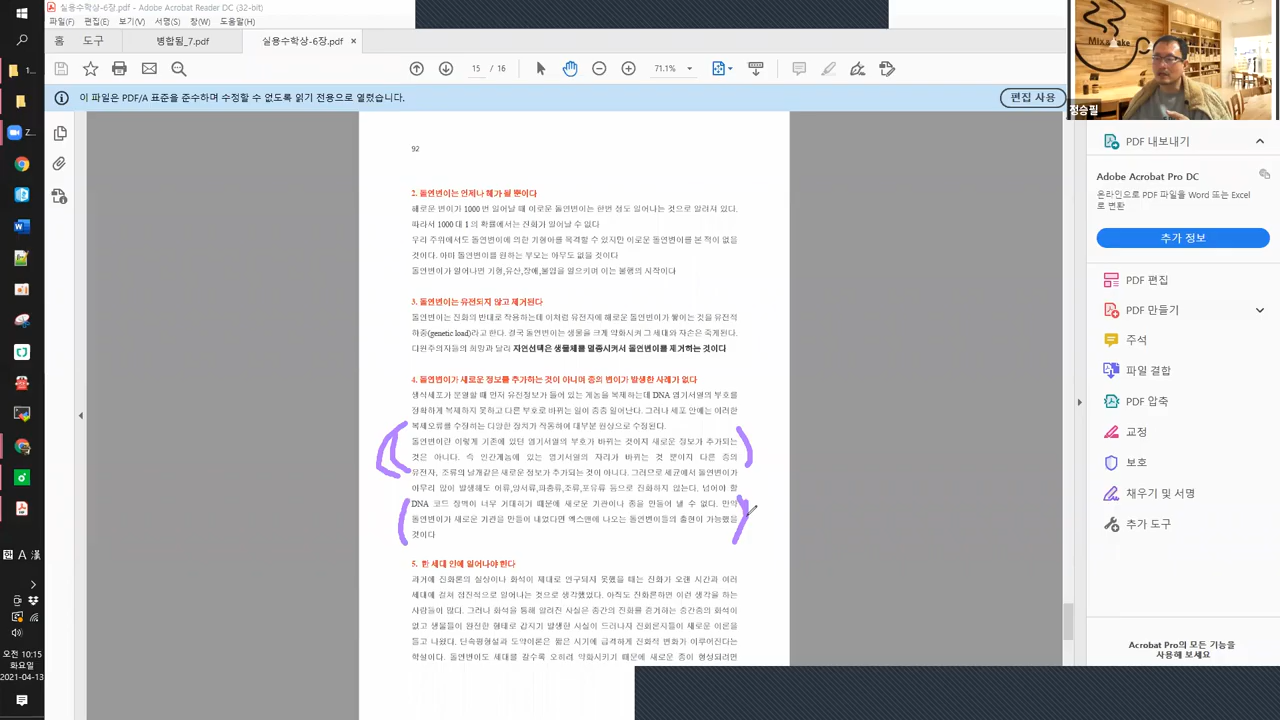 실용수학상-6장.pdf - Adobe Acrobat Reader DC (32-bit)
파일(F) 편집(E) 보기(V) 서명(S) 창(W) 도움말(H)
홈 도구 병합됨_7.pdf 실용수학상-6장.pdf ×
15 / 16 71.1%
이 파일은 PDF/A 표준을 준수하며 수정할 수 없도록 읽기 전용으로 열렸습니다. 편집 사용
92
2. 돌연변이는 언제나 해가 될 뿐이다
해로운 변이가 1000 번 일어날 때 이로운 돌연변이는 한번 정도 일어나는 것으로 알려져 있다.
따라서 1000 대 1 의 확률에서는 진화가 일어날 수 없다
우리 주위에서도 돌연변이에 의한 기형아를 목격할 수 있지만 이로운 돌연변이를 본 적이 없을
것이다. 아마 돌연변이를 원하는 부모는 아무도 없을 것이다
돌연변이가 일어나면 기형,유산,장애,불임을 일으키며 이는 불행의 시작이다
3. 돌연변이는 유전되지 않고 제거된다
돌연변이는 진화의 반대로 작용하는데 이처럼 유전자에 해로운 돌연변이가 쌓이는 것을 유전적
하중(genetic load)라고 한다. 결국 돌연변이는 생물을 크게 약화시켜 그 세대와 자손은 죽게된다.
다윈주의자들의 희망과 달리 자연선택은 생물체를 멸종시켜서 돌연변이를 제거하는 것이다
4. 돌연변이가 새로운 정보를 추가하는 것이 아니며 종의 변이가 발생한 사례가 없다
생식세포가 분열할 때 먼저 유전정보가 들어 있는 게놈을 복제하는데 DNA 염기서열의 부호를
정확하게 복제하지 못하고 다른 부호로 바뀌는 일이 종종 일어난다. 그러나 세포 안에는 이러한
복제오류를 수정하는 다양한 장치가 작동하여 대부분 원상으로 수정된다.
돌연변이란 이렇게 기존에 있던 염기서열의 부호가 바뀌는 것이지 새로운 정보가 추가되는
것은 아니다. 즉 인간게놈에 있는 염기서열의 자리가 바뀌는 것 뿐이지 다른 종의
유전자, 조류의 날개같은 새로운 정보가 추가되는 것이 아니다. 그러므로 세균에서 돌연변이가
아무리 많이 발생해도 어류,양서류,파충류,조류,포유류 등으로 진화하지 않는다. 넘어야 할
DNA 코드 장벽이 너무 거대하기 때문에 새로운 기관이나 종을 만들어 낼 수 없다. 만약
돌연변이가 새로운 기관을 만들어 내었다면 엑스맨에 나오는 돌연변이들의 출현이 가능했을
것이다
5. 한 세대 안에 일어나야 한다
과거에 진화론의 실상이나 화석이 제대로 연구되지 못했을 때는 진화가 오랜 시간과 여러
세대에 걸쳐 점진적으로 일어나는 것으로 생각했었다. 아직도 진화론하면 이런 생각을 하는
사람들이 많다. 그러나 화석을 통해 알려진 사실은 중간의 진화를 증거하는 중간종의 화석이
없고 생물들이 완전한 형태로 갑자기 발생한 사실이 드러나자 진화론자들이 새로운 이론을
들고 나왔다. 단속평형설과 도약이론은 짧은 시기에 급격하게 진화적 변화가 이루어진다는
학설이다. 돌연변이도 세대를 갈수록 오히려 약화시키기 때문에 새로운 종이 형성되려면
정승필
PDF 내보내기
Adobe Acrobat Pro DC
온라인으로 PDF 파일을 Word 또는 Excel
로 변환
추가 정보
PDF 편집
PDF 만들기
주석
파일 결합
PDF 압축
교정
보호
채우기 및 서명
추가 도구
Acrobat Pro의 모든 기능을
사용해 보세요
오전 10:15
화요일
2021-04-13